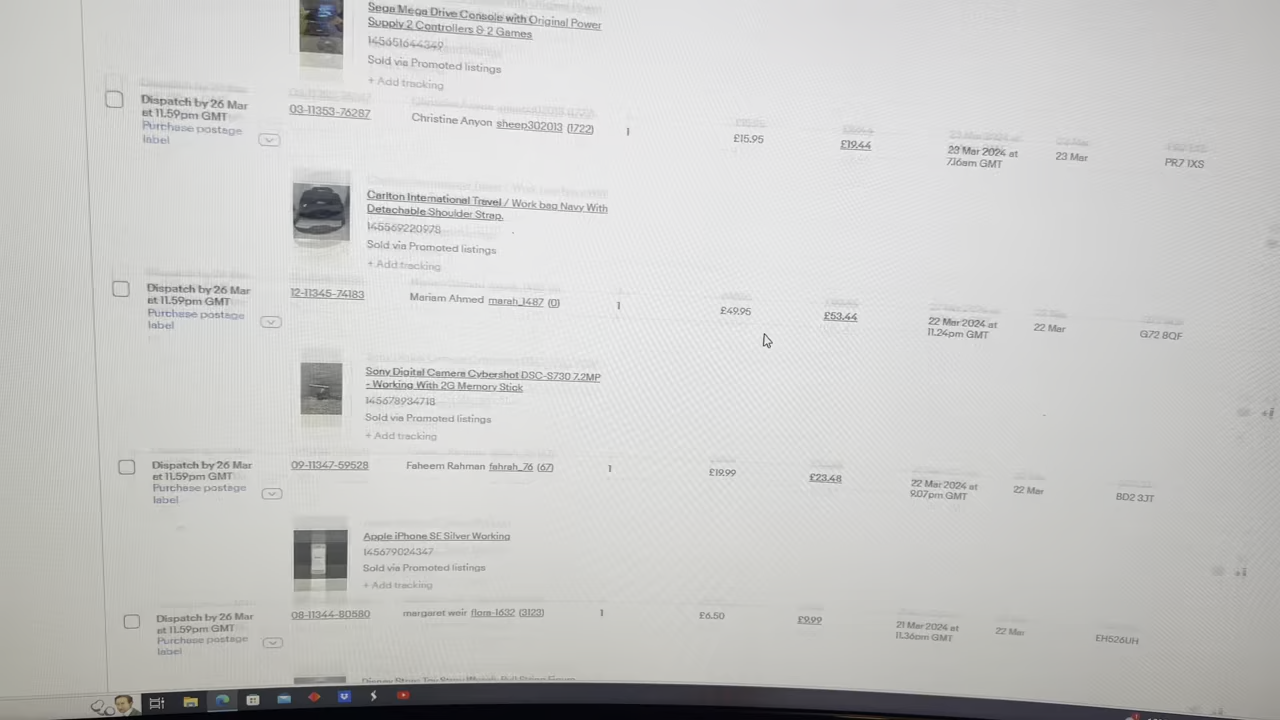 Sega Mega Drive Console with Original Power
Supply 2 Controllers & 2 Games
145651644349
Sold via Promoted listings
+ Add tracking
Dispatch by 26 Mar
at 11.59pm GMT
Purchase postage
label
03-11353-76287
Christine Anyon sheep302013 (1722)
1
£15.95
£19.44
23 Mar 2024 at
7.16am GMT
23 Mar
PR7 1XS
Carlton International Travel / Work bag Navy With
Detachable Shoulder Strap.
145569220978
Sold via Promoted listings
+ Add tracking
Dispatch by 26 Mar
at 11.59pm GMT
Purchase postage
label
12-11345-74183
Mariam Ahmed marah_1487 (0)
1
£49.95
£53.44
22 Mar 2024 at
11.24pm GMT
22 Mar
G72 8QF
Sony Digital Camera Cybershot DSC-S730 7.2MP
- Working With 2G Memory Stick
145678934718
Sold via Promoted listings
+ Add tracking
Dispatch by 26 Mar
at 11.59pm GMT
Purchase postage
label
09-11347-59528
Faheem Rahman fahrah_76 (67)
1
£19.99
£23.48
22 Mar 2024 at
9.07pm GMT
22 Mar
BD2 3JT
Apple iPhone SE Silver Working
145679024347
Sold via Promoted listings
+ Add tracking
Dispatch by 26 Mar
at 11.59pm GMT
Purchase postage
label
08-11344-80580
margaret weir flora-1632 (3123)
1
£6.50
£9.99
21 Mar 2024 at
11.36pm GMT
22 Mar
EH526UH